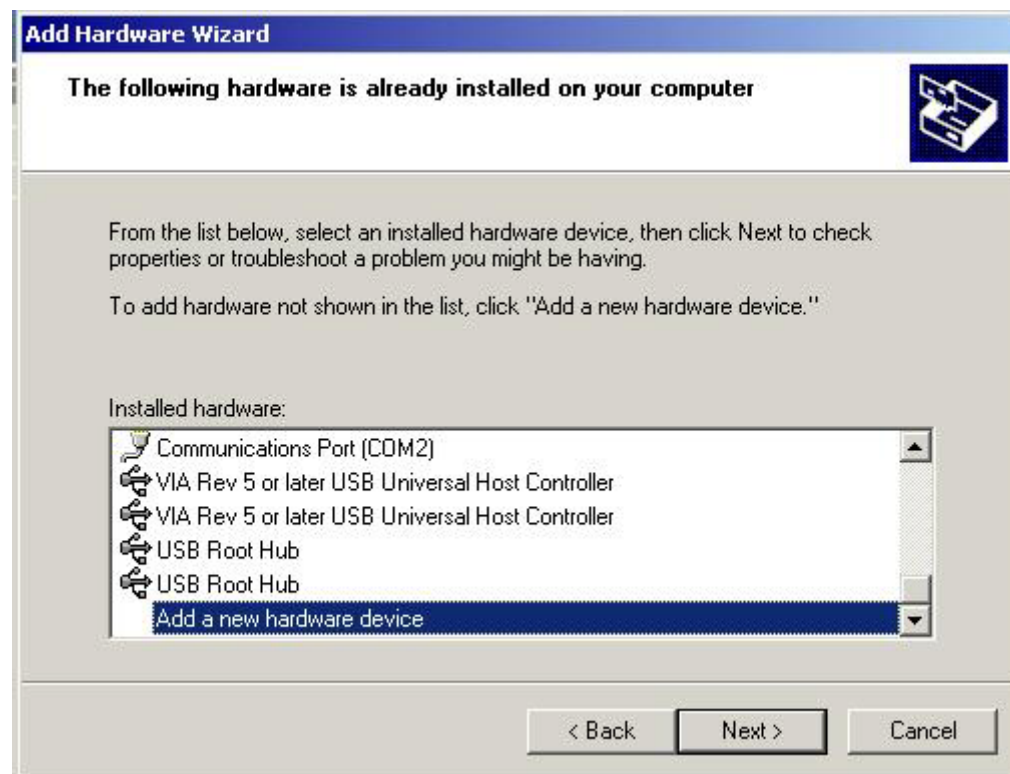 Add Hardware Wizard
The following hardware is already installed on your computer
From the list below, select an installed hardware device, then click Next to check
properties or troubleshoot a problem you might be having.
To add hardware not shown in the list, click "Add a new hardware device."
Installed hardware:
Communications Port (COM2)
VIA Rev 5 or later USB Universal Host Controller
VIA Rev 5 or later USB Universal Host Controller
USB Root Hub
USB Root Hub
Add a new hardware device
< Back
Next >
Cancel